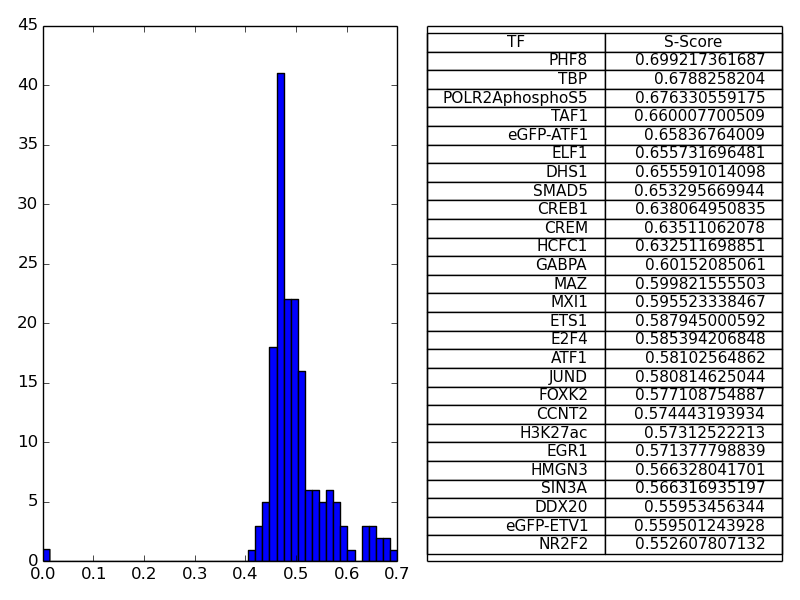 45
40
35
30
25
20
15
10
5
0
0.0 0.1 0.2 0.3 0.4 0.5 0.6 0.7
TF S-Score
PHF8 0.699217361687
TBP 0.6788258204
POLR2AphosphoS5 0.676330559175
TAF1 0.660007700509
eGFP-ATF1 0.65836764009
ELF1 0.655731696481
DHS1 0.655591014098
SMAD5 0.653295669944
CREB1 0.638064950835
CREM 0.63511062078
HCFC1 0.632511698851
GABPA 0.60152085061
MAZ 0.599821555503
MXI1 0.595523338467
ETS1 0.587945000592
E2F4 0.585394206848
ATF1 0.58102564862
JUND 0.580814625044
FOXK2 0.577108754887
CCNT2 0.574443193934
H3K27ac 0.57312522213
EGR1 0.571377798839
HMGN3 0.566328041701
SIN3A 0.566316935197
DDX20 0.55953456344
eGFP-ETV1 0.559501243928
NR2F2 0.552607807132